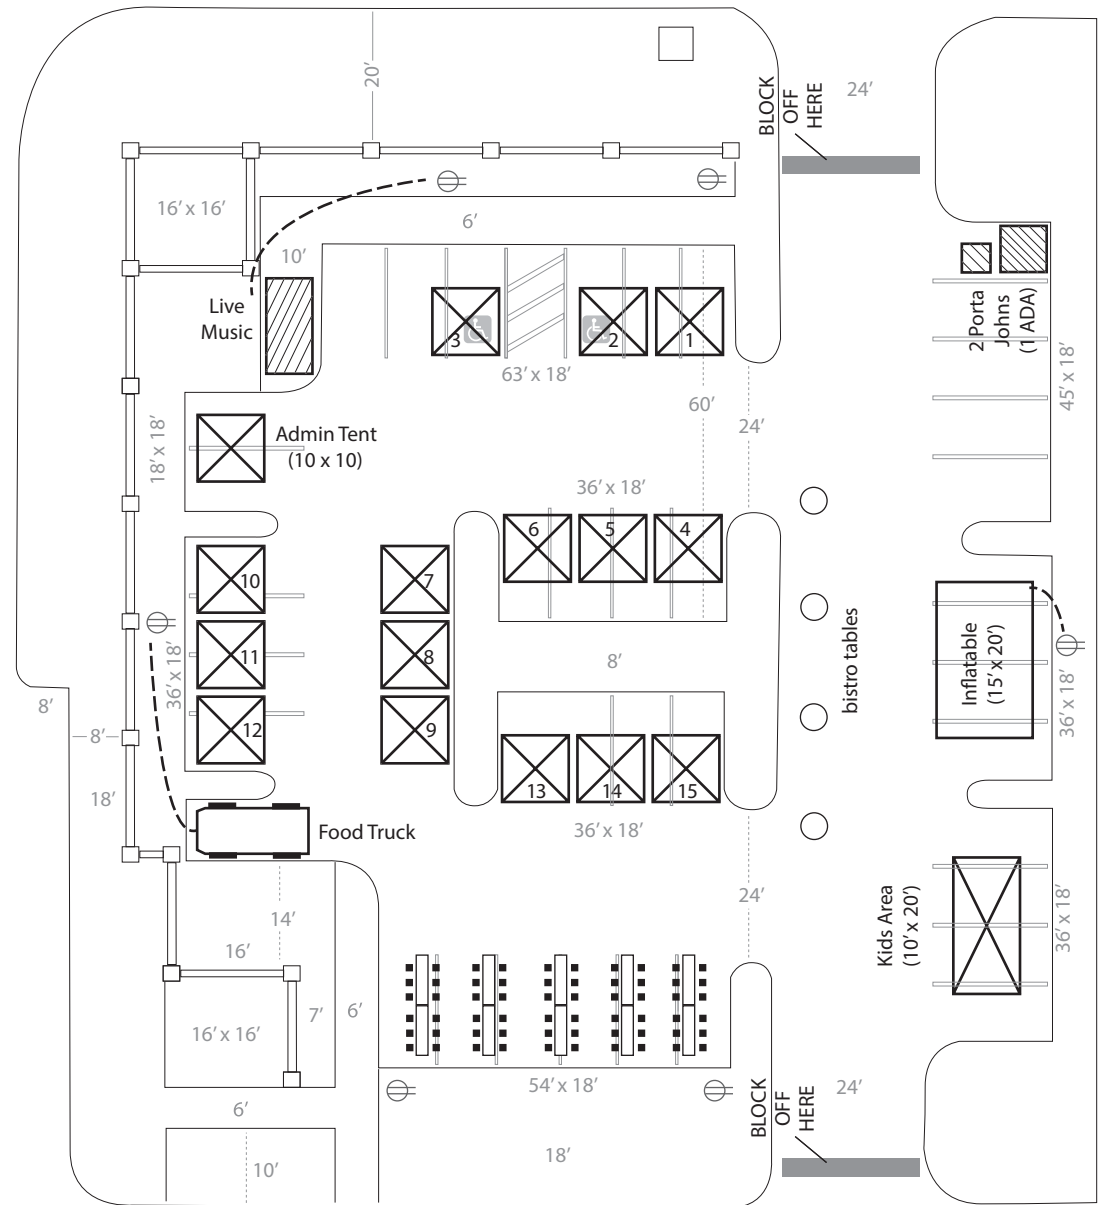 20’
BLOCK
OFF
HERE
24’
16’ x 16’
6’
10’
Live
Music
3
2
1
63’ x 18’
60’
24’
2 Porta
Johns
(1 ADA)
45’ x 18’
18’ x 18’
Admin Tent
(10 x 10)
36’ x 18’
6
5
4
10
7
11
8
12
9
36’ x 18’
8’
bistro tables
Inflatable
(15’ x 20’)
36’ x 18’
8’
8’
18’
13
14
15
36’ x 18’
Food Truck
24’
Kids Area
(10’ x 20’)
36’ x 18’
14’
16’
16’ x 16’
7’
6’
54’ x 18’
BLOCK
OFF
HERE
24’
6’
10’
18’